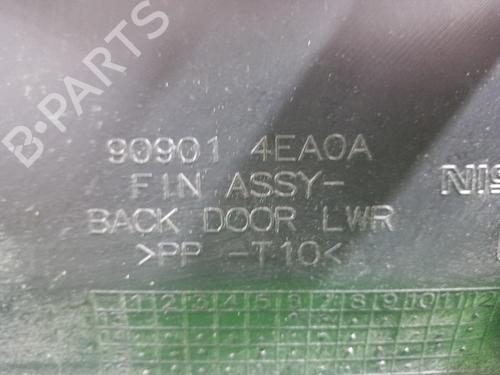 B-PARTS
90901 4EA0A
FIN ASSY-
BACK DOOR LWR
>PP -T10<
NIS
1 2 3 4 5 6 7 8 9 10 11 12